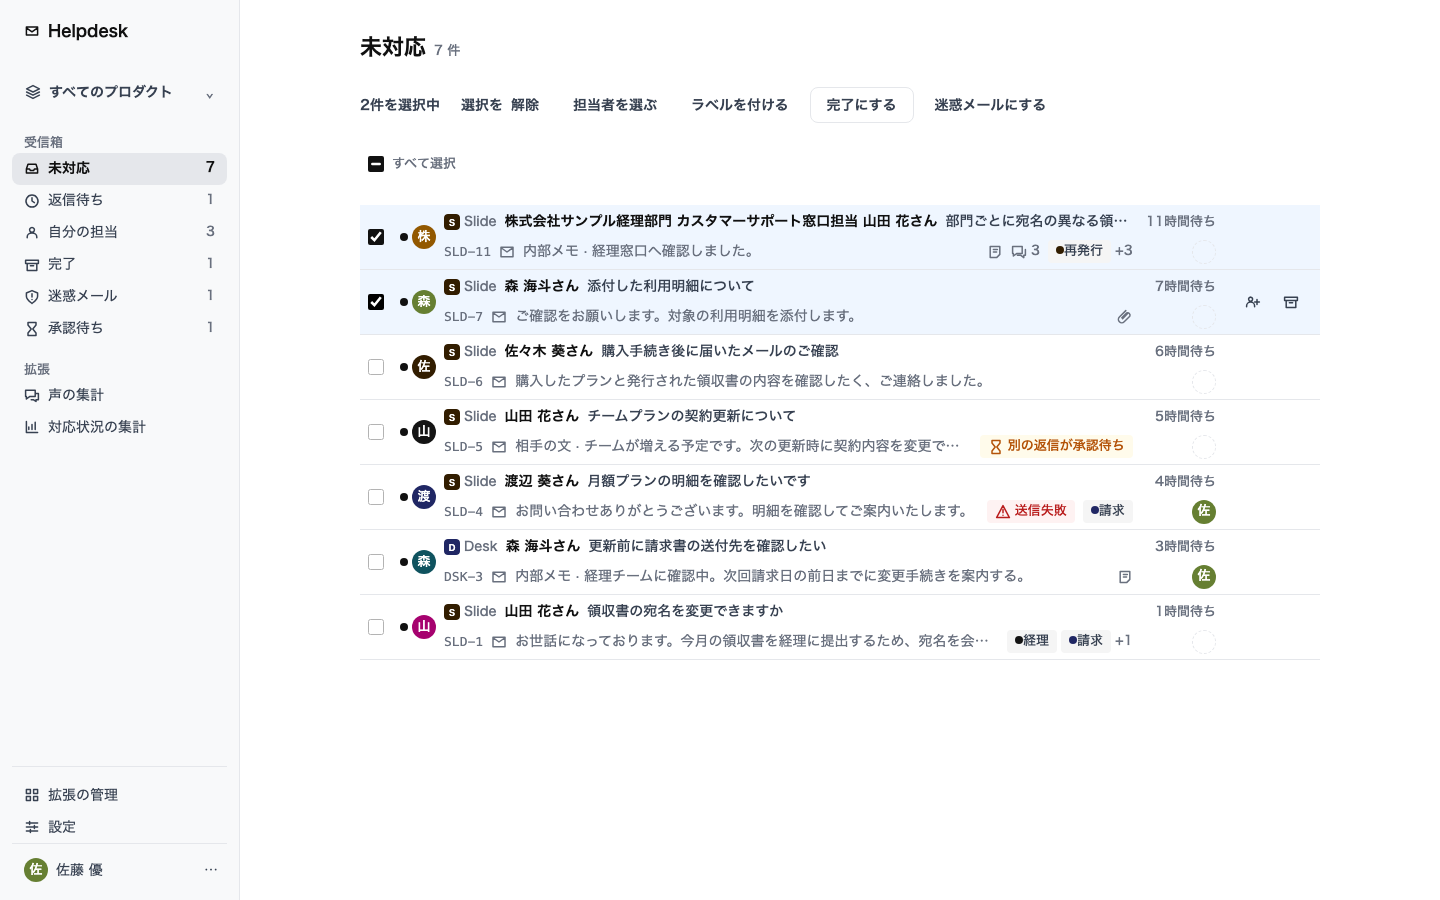 Helpdesk
すべてのプロダクト
受信箱
未対応 7
返信待ち 1
自分の担当 3
完了 1
迷惑メール 1
承認待ち 1
拡張
声の集計
対応状況の集計
拡張の管理
設定
佐 佐藤 優 …
未対応 7 件
2件を選択中 選択を 解除 担当者を選ぶ ラベルを付ける 完了にする 迷惑メールにする
すべて選択
株 S Slide 株式会社サンプル経理部門 カスタマーサポート窓口担当 山田 花さん 部門ごとに宛名の異なる領… 11時間待ち
SLD-11 内部メモ · 経理窓口へ確認しました。 3 再発行 +3
森 S Slide 森 海斗さん 添付した利用明細について 7時間待ち
SLD-7 ご確認をお願いします。対象の利用明細を添付します。
佐 S Slide 佐々木 葵さん 購入手続き後に届いたメールのご確認 6時間待ち
SLD-6 購入したプランと発行された領収書の内容を確認したく、ご連絡しました。
山 S Slide 山田 花さん チームプランの契約更新について 5時間待ち
SLD-5 相手の文 · チームが増える予定です。次の更新時に契約内容を変更で… 別の返信が承認待ち
渡 S Slide 渡辺 葵さん 月額プランの明細を確認したいです 4時間待ち
SLD-4 お問い合わせありがとうございます。明細を確認してご案内いたします。 送信失敗 請求 佐
森 D Desk 森 海斗さん 更新前に請求書の送付先を確認したい 3時間待ち
DSK-3 内部メモ · 経理チームに確認中。次回請求日の前日までに変更手続きを案内する。 佐
山 S Slide 山田 花さん 領収書の宛名を変更できますか 1時間待ち
SLD-1 お世話になっております。今月の領収書を経理に提出するため、宛名を会… 経理 請求 +1